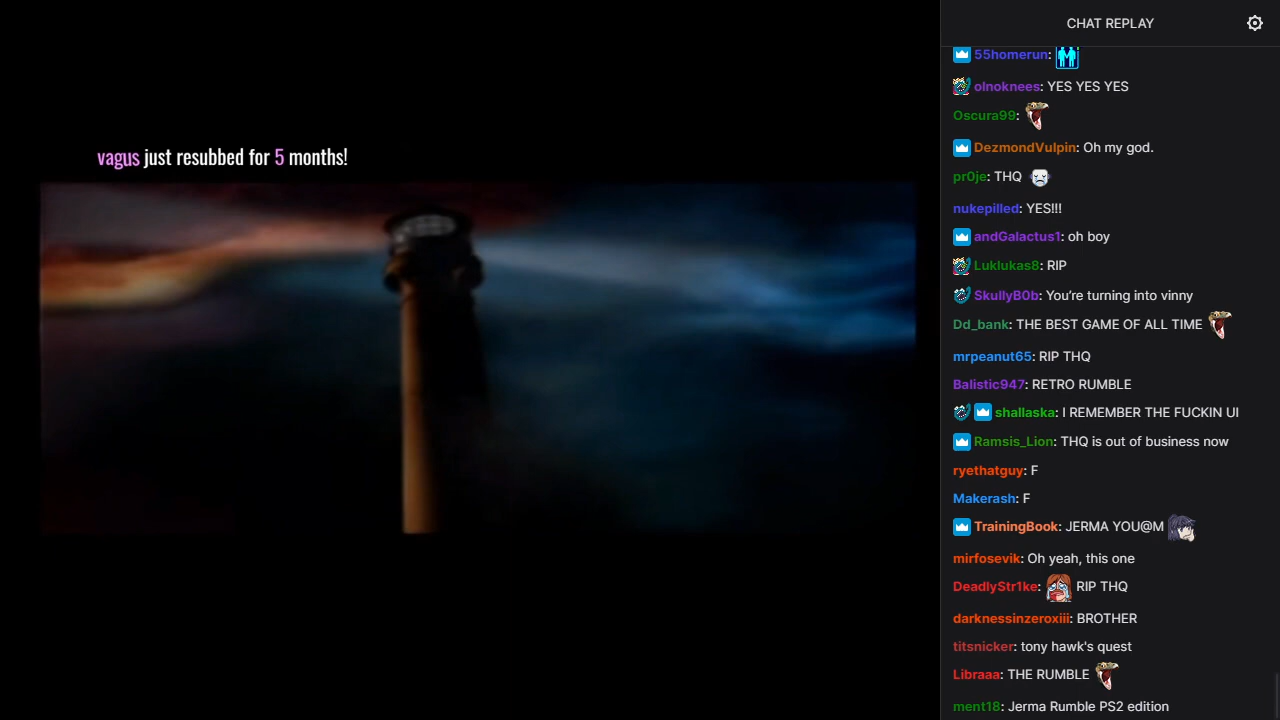 CHAT REPLAY
vagus just resubbed for 5 months!
55homerun:
olnoknees: YES YES YES
Oscura99:
DezmondVulpin: Oh my god.
pr0je: THQ
nukepilled: YES!!!
andGalactus1: oh boy
Luklukas8: RIP
SkullyB0b: You're turning into vinny
Dd_bank: THE BEST GAME OF ALL TIME
mrpeanut65: RIP THQ
Balistic947: RETRO RUMBLE
shallaska: I REMEMBER THE FUCKIN UI
Ramsis_Lion: THQ is out of business now
ryethatguy: F
Makerash: F
TrainingBook: JERMA YOU@M
mirfosevik: Oh yeah, this one
DeadlyStr1ke: RIP THQ
darknessinzeroxiii: BROTHER
titsnicker: tony hawk's quest
Libraaa: THE RUMBLE
ment18: Jerma Rumble PS2 edition